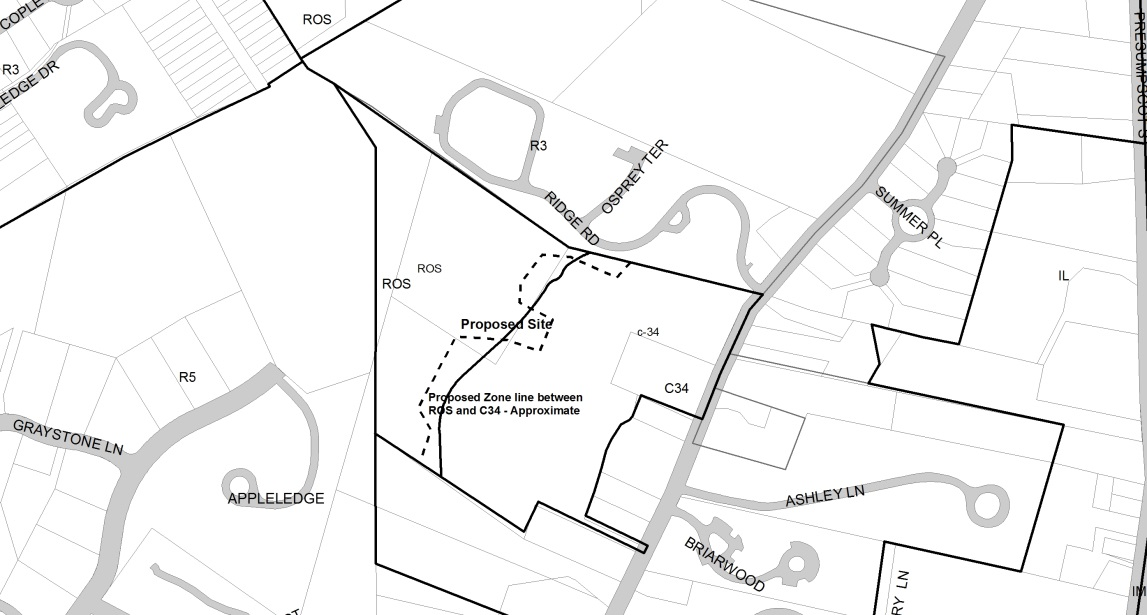 COPLE
ROS
PRESUMPSCOT S
R3
EDGE DR
R3
OSPREY TER
RIDGE RD
SUMMER PL
ROS
ROS
IL
Proposed Site
c-34
R5
C34
Proposed Zone line between
ROS and C34 - Approximate
GRAYSTONE LN
APPLELEDGE
ASHLEY LN
BRIARWOOD
RY LN